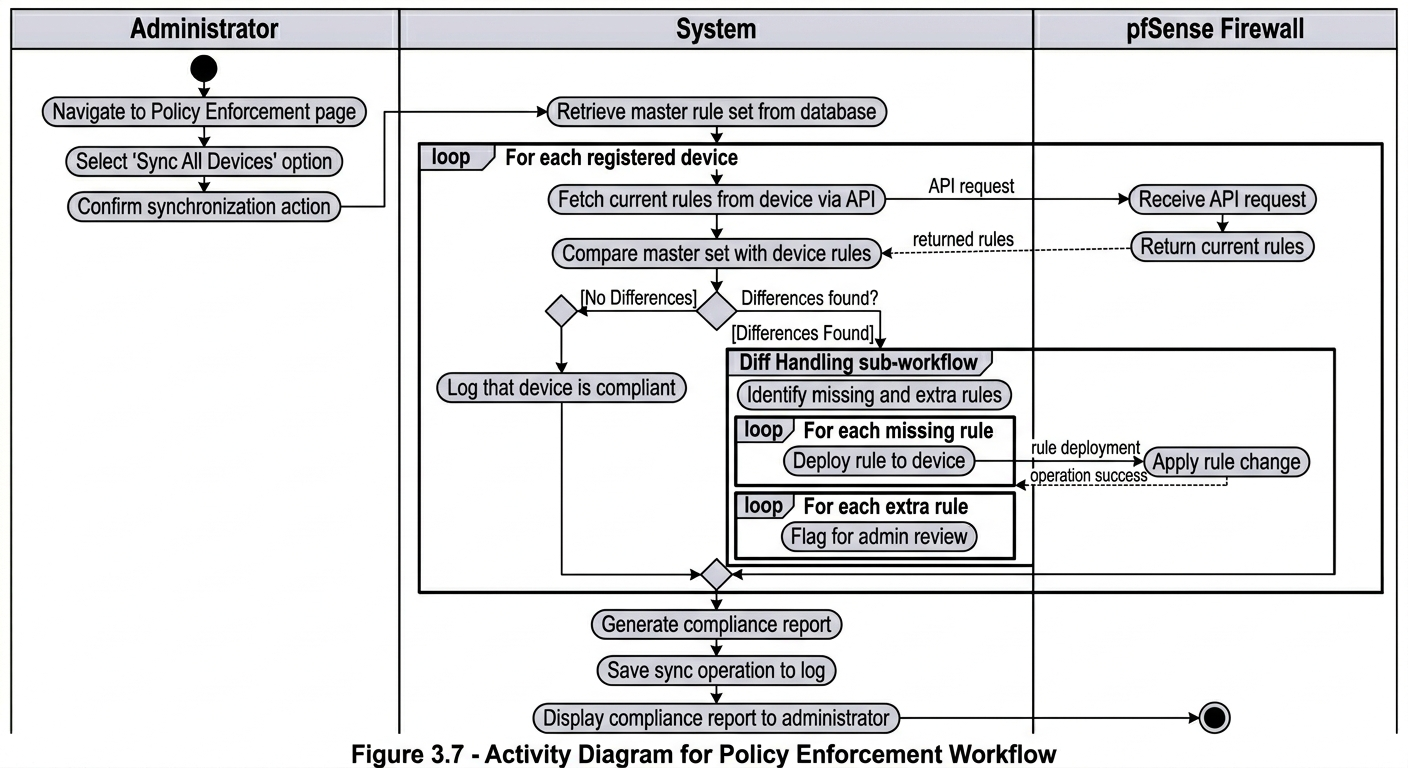 Administrator
System
pfSense Firewall
Navigate to Policy Enforcement page
Select 'Sync All Devices' option
Confirm synchronization action
Retrieve master rule set from database
loop
For each registered device
Fetch current rules from device via API
API request
Receive API request
Compare master set with device rules
returned rules
Return current rules
[No Differences]
Differences found?
[Differences Found]
Log that device is compliant
Diff Handling sub-workflow
Identify missing and extra rules
loop
For each missing rule
Deploy rule to device
rule deployment
Apply rule change
operation success
loop
For each extra rule
Flag for admin review
Generate compliance report
Save sync operation to log
Display compliance report to administrator
Figure 3.7 - Activity Diagram for Policy Enforcement Workflow